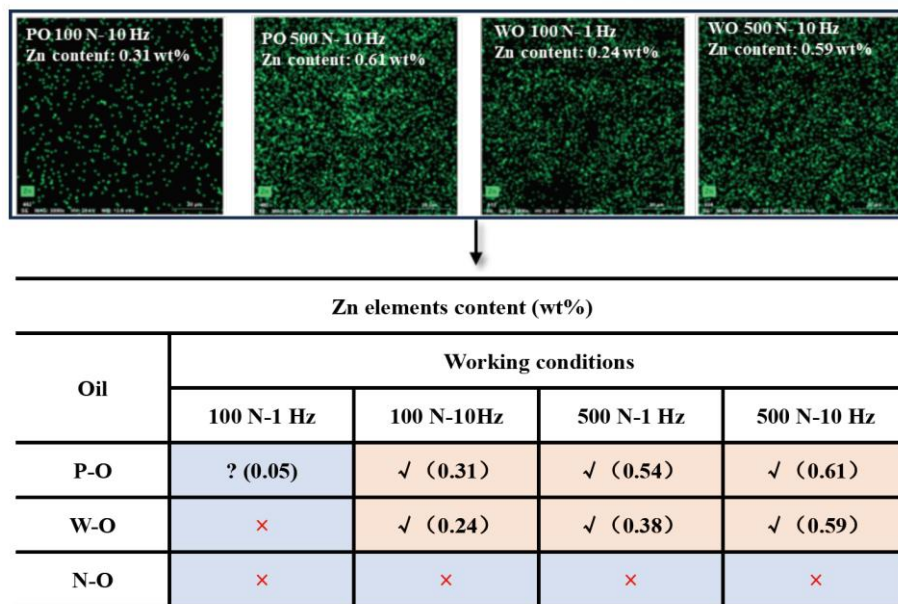 PO 100 N- 10 Hz
Zn content: 0.31 wt%
PO 500 N- 10 Hz
Zn content: 0.61 wt%
WO 100 N- 1 Hz
Zn content: 0.24 wt%
WO 500 N- 10 Hz
Zn content: 0.59 wt%
Zn elements content (wt%)
Oil
Working conditions
100 N-1 Hz
100 N-10Hz
500 N-1 Hz
500 N-10 Hz
P-O
? (0.05)
√ （0.31）
√ （0.54）
√ （0.61）
W-O
×
√ （0.24）
√ （0.38）
√ （0.59）
N-O
×
×
×
×